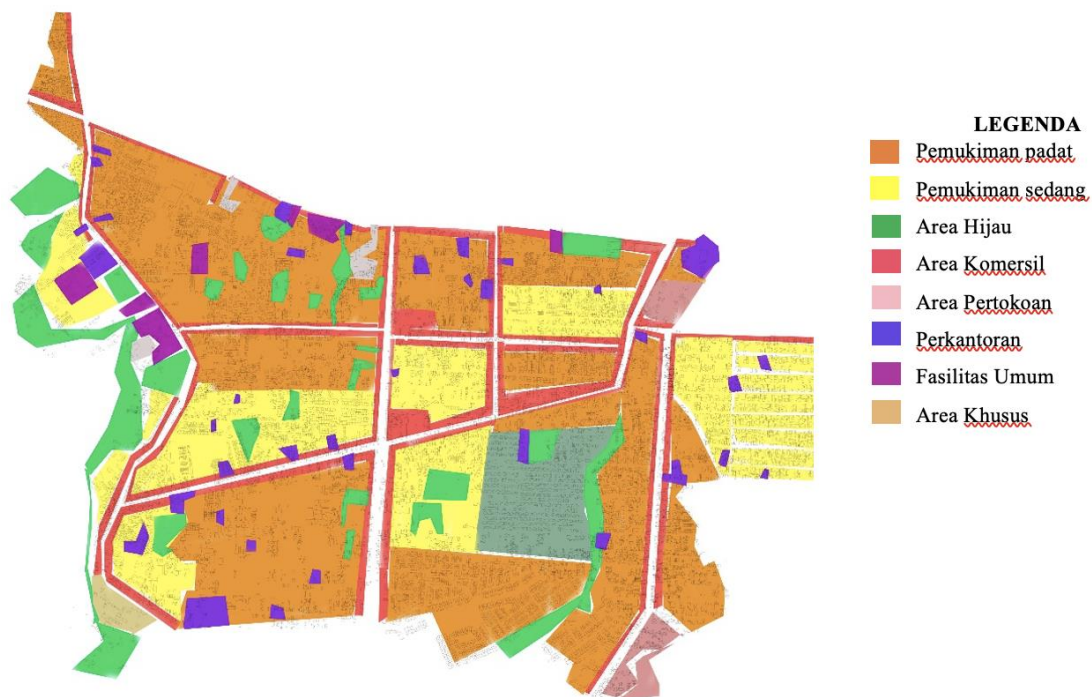 LEGENDA
Pemukiman padat
Pemukiman sedang
Area Hijau
Area Komersil
Area Pertokoan
Perkantoran
Fasilitas Umum
Area Khusus